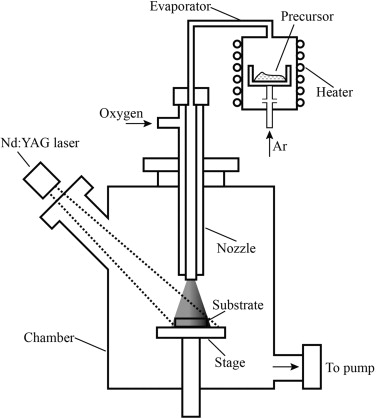 Evaporator
Precursor
Heater
Oxygen
Ar
Nd:YAG laser
Nozzle
Substrate
Chamber
Stage
To pump